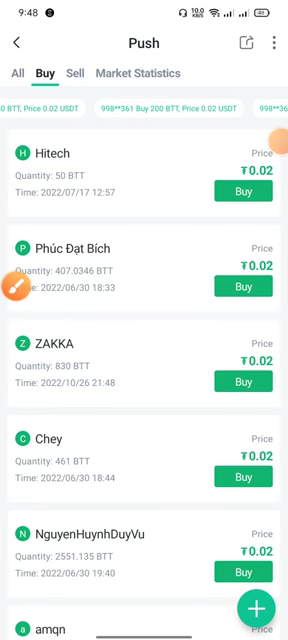 9:48
10.0 KB/S
48
Push
All Buy Sell Market Statistics
0 BTT, Price 0.02 USDT 998**361 Buy 200 BTT, Price 0.02 USDT 998**36
H Hitech Price
Quantity: 50 BTT ₮0.02
Time: 2022/07/17 12:57 Buy
P Phúc Đạt Bích Price
Quantity: 407.0346 BTT ₮0.02
Time: 2022/06/30 18:33 Buy
Z ZAKKA Price
Quantity: 830 BTT ₮0.02
Time: 2022/10/26 21:48 Buy
C Chey Price
Quantity: 461 BTT ₮0.02
Time: 2022/06/30 18:44 Buy
N NguyenHuynhDuyVu Price
Quantity: 2551.135 BTT ₮0.02
Time: 2022/06/30 19:40 Buy
a amqn Price